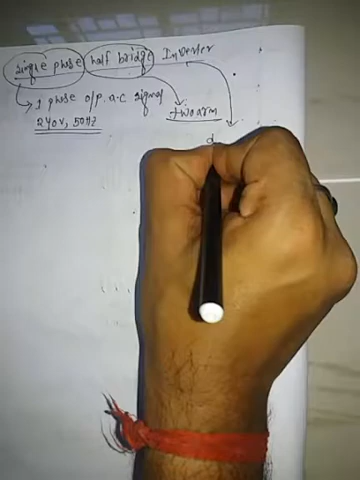 single phase half bridge Inverter
1 phase o/p. a.c signal
two arm
240v, 50HZ
d